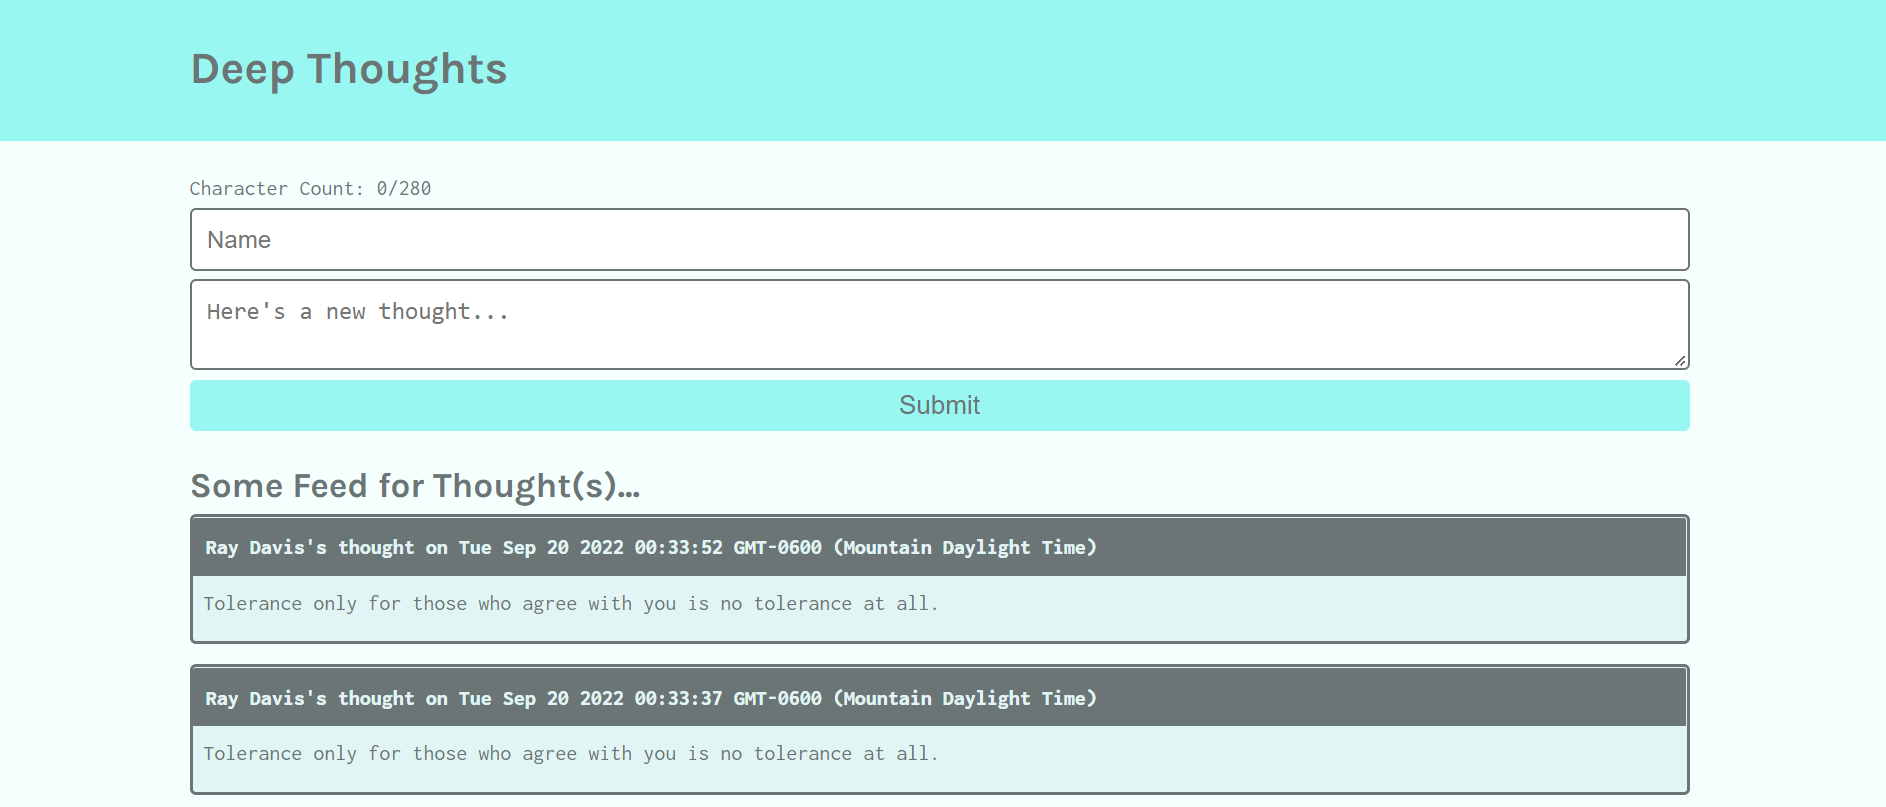 Deep Thoughts
Character Count: 0/280
Name
Here's a new thought...
Submit
Some Feed for Thought(s)...
Ray Davis's thought on Tue Sep 20 2022 00:33:52 GMT-0600 (Mountain Daylight Time)
Tolerance only for those who agree with you is no tolerance at all.
Ray Davis's thought on Tue Sep 20 2022 00:33:37 GMT-0600 (Mountain Daylight Time)
Tolerance only for those who agree with you is no tolerance at all.